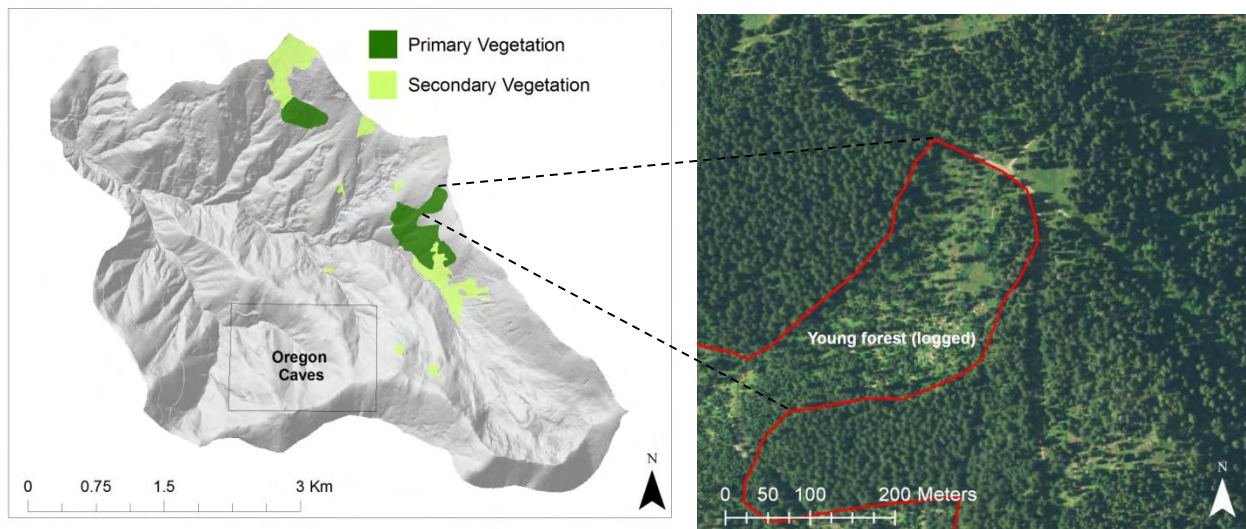 Primary Vegetation
Secondary Vegetation
Oregon
Caves
N
0 0.75 1.5 3 Km
Young forest (logged)
N
0 50 100 200 Meters